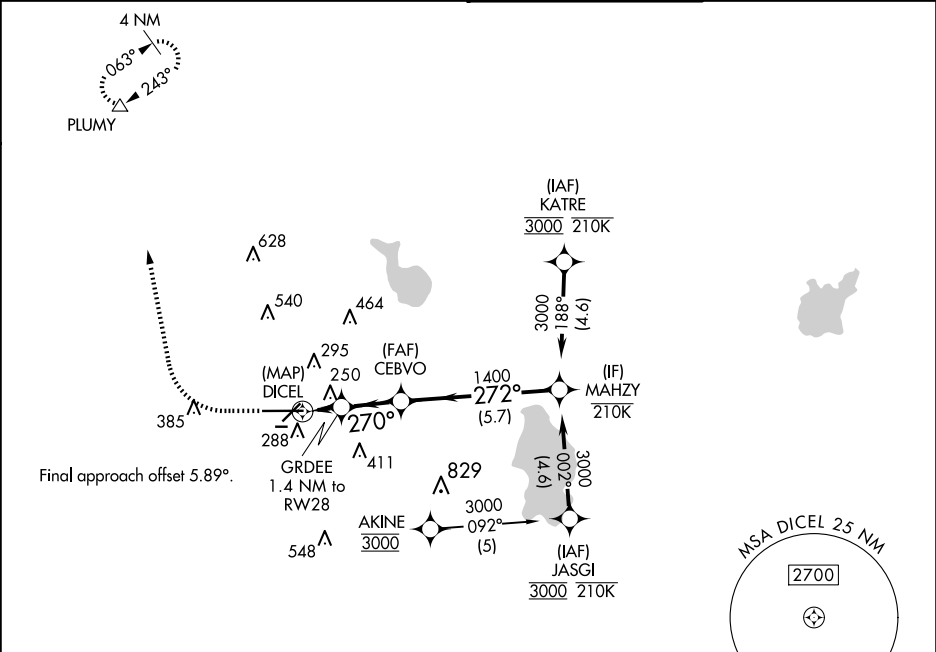 4 NM
063°
243°
PLUMY
(IAF)
KATRE
3000 210K
628
540
464
3000
188°
(4.6)
295
(FAF)
CEBVO
(MAP)
DICEL
250
1400
272°
(5.7)
(IF)
MAHZY
210K
385
288
270°
411
GRDEE
1.4 NM to
RW28
Final approach offset 5.89°.
829
3000
002°
(4.6)
AKINE
3000
3000
092°
(5)
548
(IAF)
JASGI
3000 210K
MSA DICEL 25 NM
2700